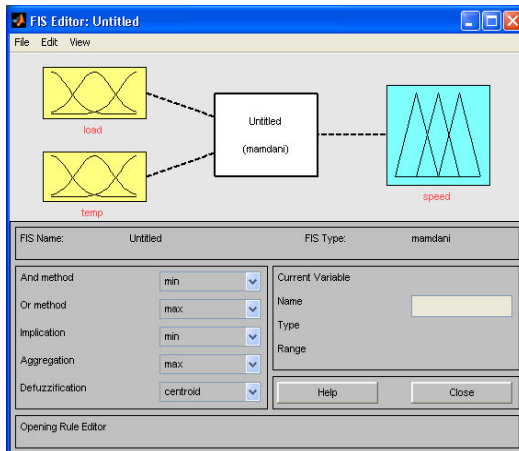 FIS Editor: Untitled
File Edit View
load
temp
Untitled
(mamdani)
speed
FIS Name: Untitled FIS Type: mamdani
And method min
Or method max
Implication min
Aggregation max
Defuzzification centroid
Current Variable
Name
Type
Range
Help Close
Opening Rule Editor